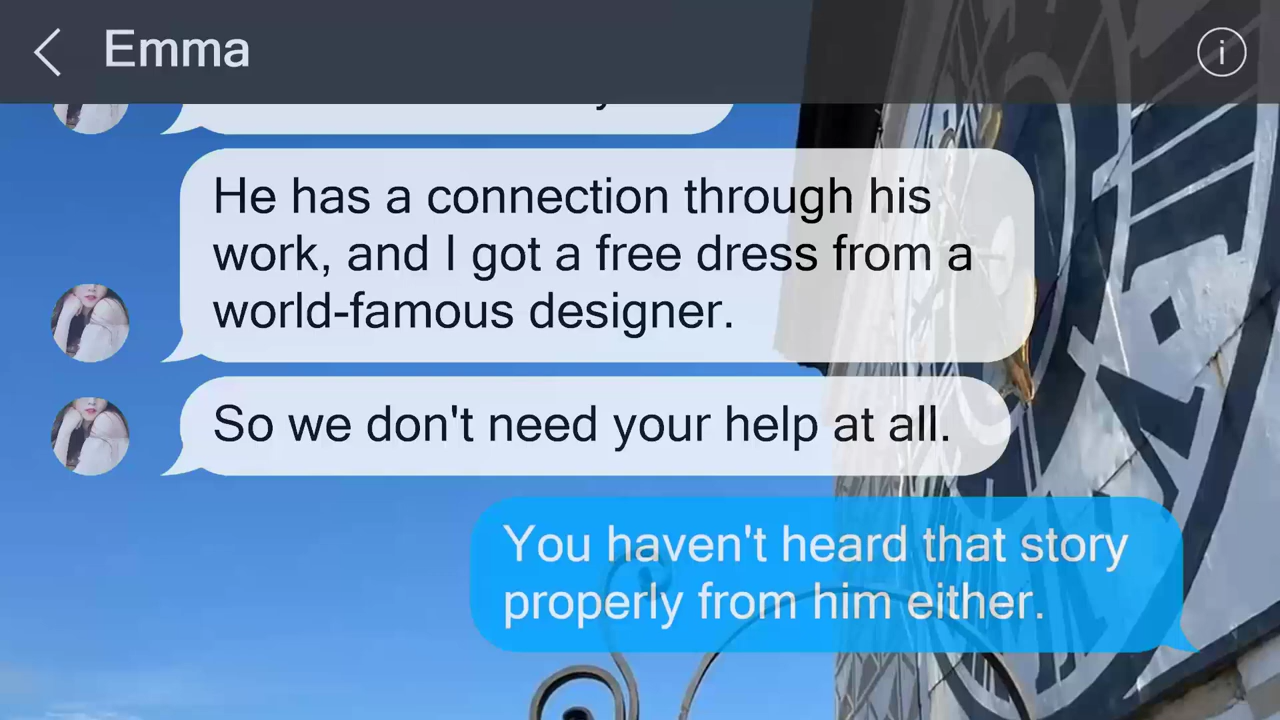 Emma
He has a connection through his
work, and I got a free dress from a
world-famous designer.
So we don't need your help at all.
You haven't heard that story
properly from him either.